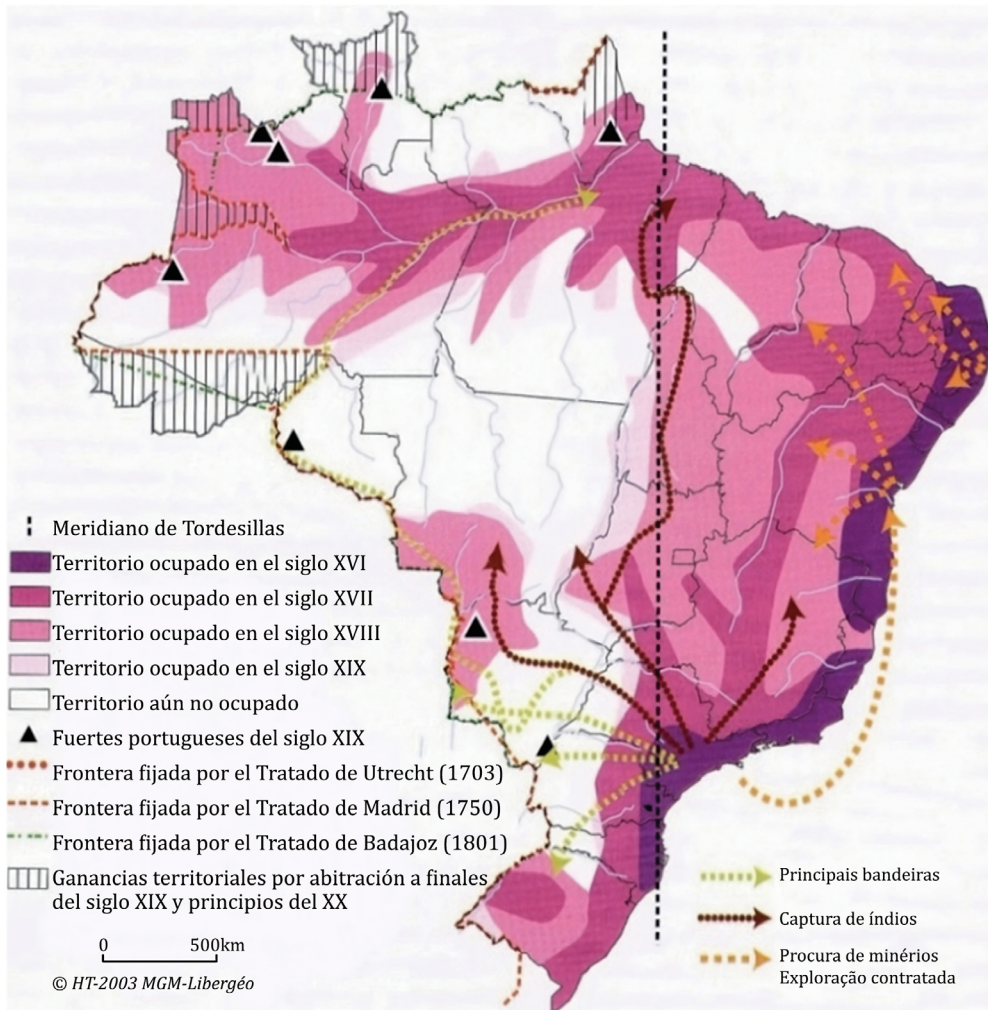 Meridiano de Tordesillas
Territorio ocupado en el siglo XVI
Territorio ocupado en el siglo XVII
Territorio ocupado en el siglo XVIII
Territorio ocupado en el siglo XIX
Territorio aún no ocupado
Fuertes portugueses del siglo XIX
Frontera fijada por el Tratado de Utrecht (1703)
Frontera fijada por el Tratado de Madrid (1750)
Frontera fijada por el Tratado de Badajoz (1801)
Ganancias territoriales por abitración a finales
del siglo XIX y principios del XX
0 500km
© HT-2003 MGM-Libergéo
Principais bandeiras
Captura de índios
Procura de minérios
Exploração contratada